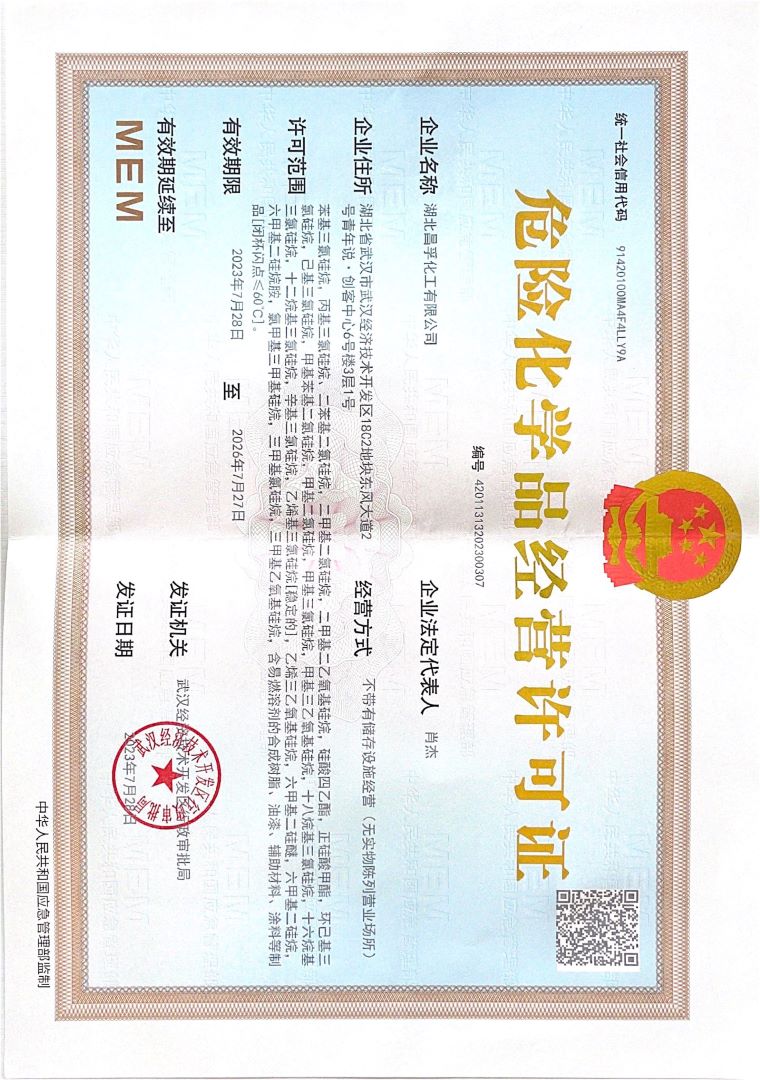 统一社会信用代码 91420100MA4F4LLY9A
危险化学品经营许可证
编号 42011313202300307
企业名称 湖北昌孚化工有限公司
企业法定代表人 肖杰
企业住所 湖北省武汉市武汉经济技术开发区18C2地块东风大道2
号青年说·创客中心6号楼3层1号
经营方式 不带有储存设施经营（无实物陈列营业场所）
许可范围 苯基三氯硅烷，丙基三氯硅烷、二苯基二氯硅烷，二甲基二氯硅烷，二甲基二乙氧基硅烷，硅酸四乙酯，正硅酸甲酯，环己基三
氯硅烷，己基三氯硅烷，甲基苯基二氯硅烷，甲基二氯硅烷，甲基三氯硅烷，甲基三乙氧基硅烷，十八烷基三氯硅烷，十六烷基
三氯硅烷，十二烷基三氯硅烷，辛基三氯硅烷，乙烯基三氯硅烷[稳定的]，乙烯三乙氧基硅烷，六甲基二硅醚，六甲基二硅烷，
六甲基二硅烷胺，氯甲基三甲基硅烷，三甲基氯硅烷，三甲基乙氧基硅烷，含易燃溶剂的合成树脂、油漆、辅助材料、涂料等制
品[闭杯闪点≤60℃]。
有效期限 2023年7月28日 至 2026年7月27日
有效期延续至
发证机关 武汉经济技术开发区行政审批局
MEM
发证日期 2023年7月28日
中华人民共和国应急管理部监制